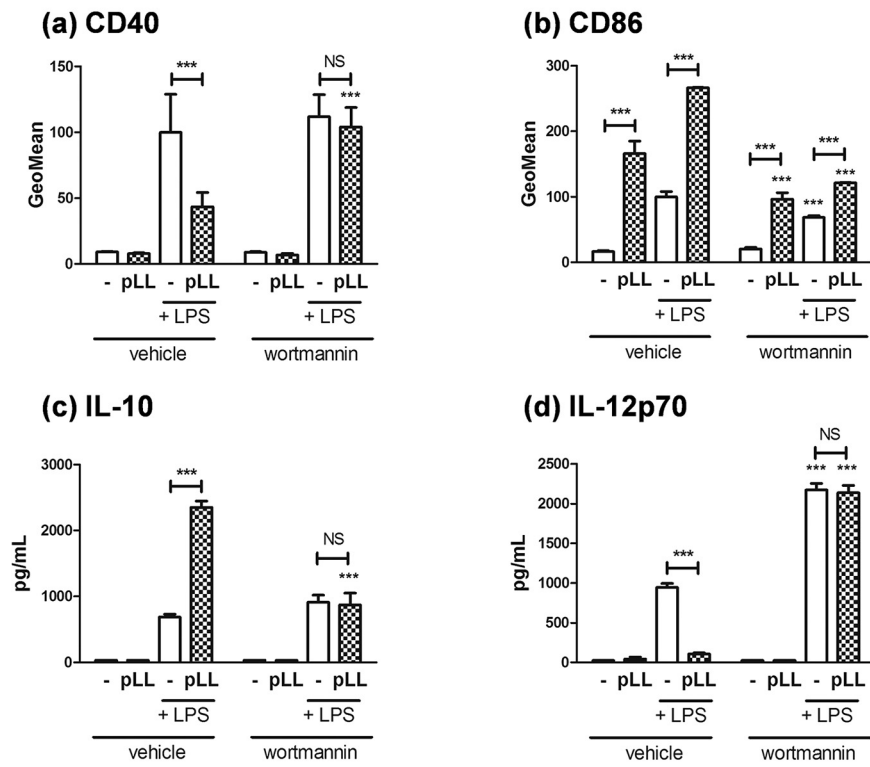 (a) CD40
NS
***
***
150
100
50
0
GeoMean
- pLL - pLL - pLL - pLL
+ LPS + LPS
vehicle wortmannin
(b) CD86
***
***
***
***
***
***
***
300
200
100
0
GeoMean
- pLL - pLL - pLL - pLL
+ LPS + LPS
vehicle wortmannin
(c) IL-10
***
NS
***
3000
2000
1000
0
pg/mL
- pLL - pLL - pLL - pLL
+ LPS + LPS
vehicle wortmannin
(d) IL-12p70
NS
*** ***
***
2500
2000
1500
1000
500
0
pg/mL
- pLL - pLL - pLL - pLL
+ LPS + LPS
vehicle wortmannin